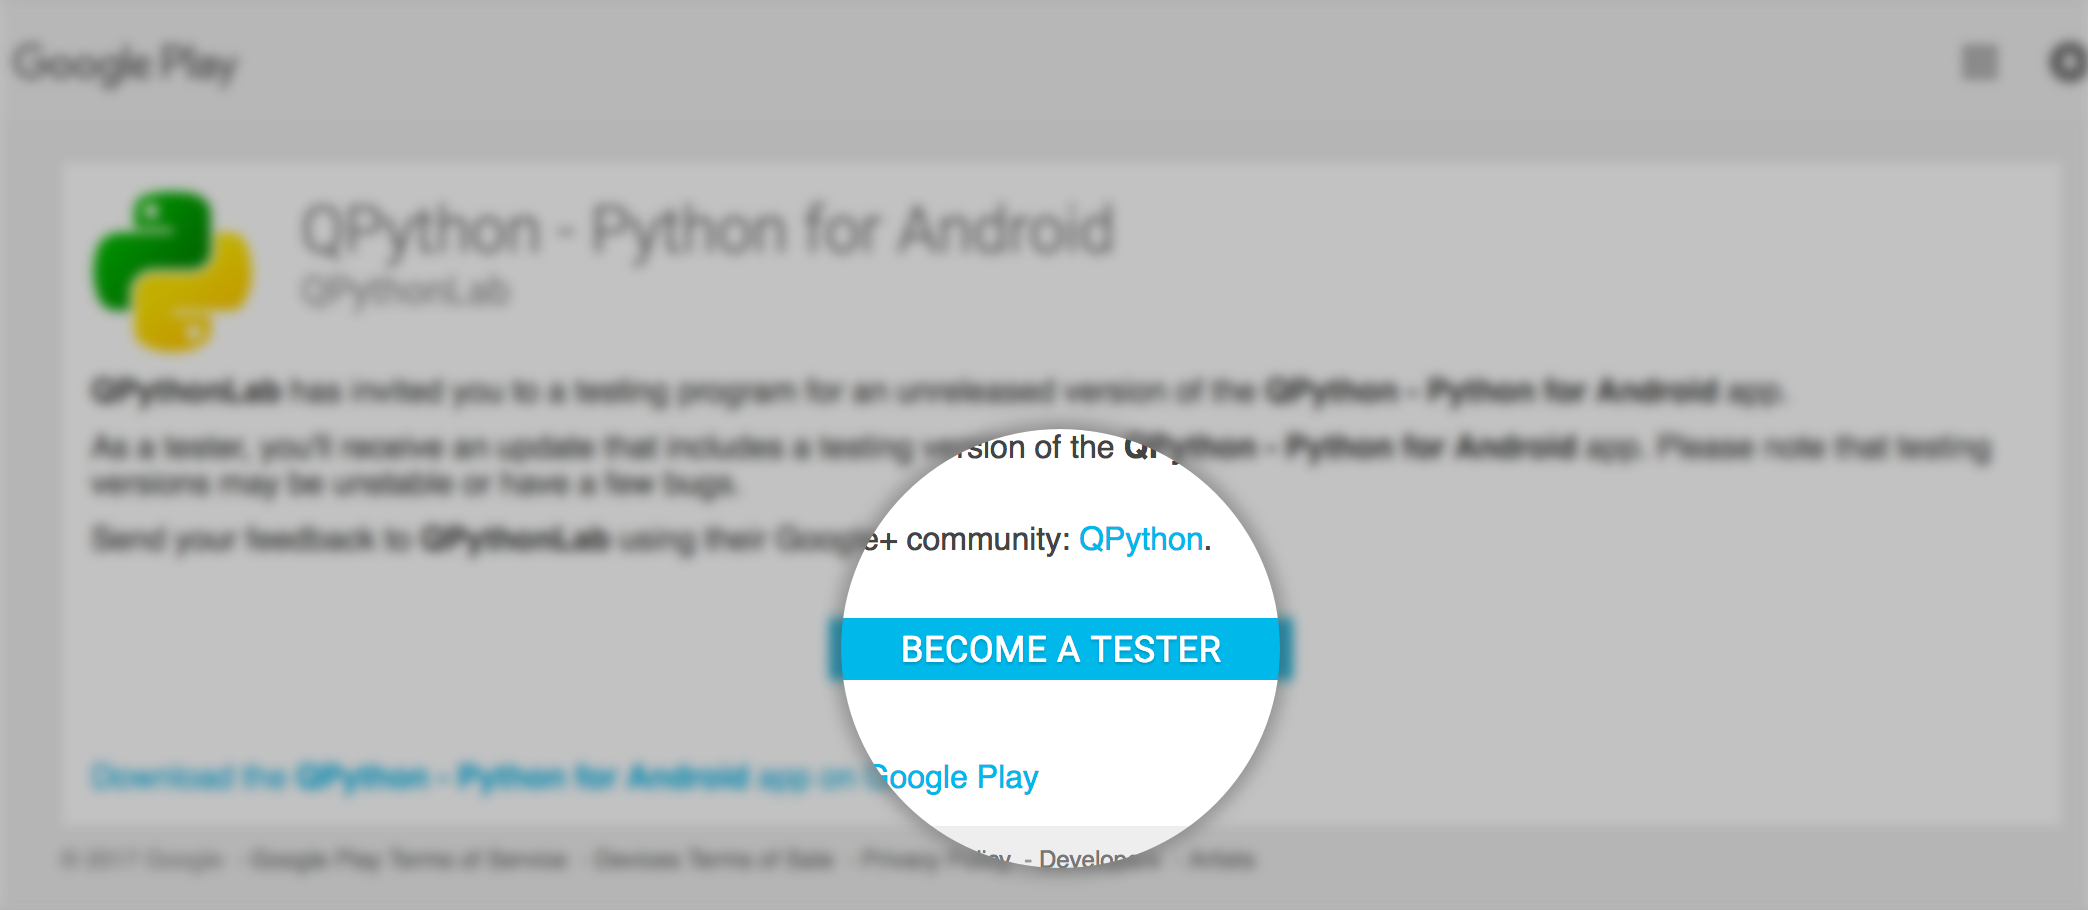 Google Play
QPython - Python for Android
QPythonLab
QPythonLab has invited you to a testing program for an unreleased version of the QPython - Python for Android app.
As a tester, you'll receive an update that includes a testing version of the QPython - Python for Android app. Please note that testing
versions may be unstable or have a few bugs.
Send your feedback to QPythonLab using their Google+ community: QPython.
BECOME A TESTER
Download the QPython - Python for Android app on Google Play
© 2017 Google - Google Play Terms of Service - Devices Terms of Sale - Privacy Policy - Developers - Artists